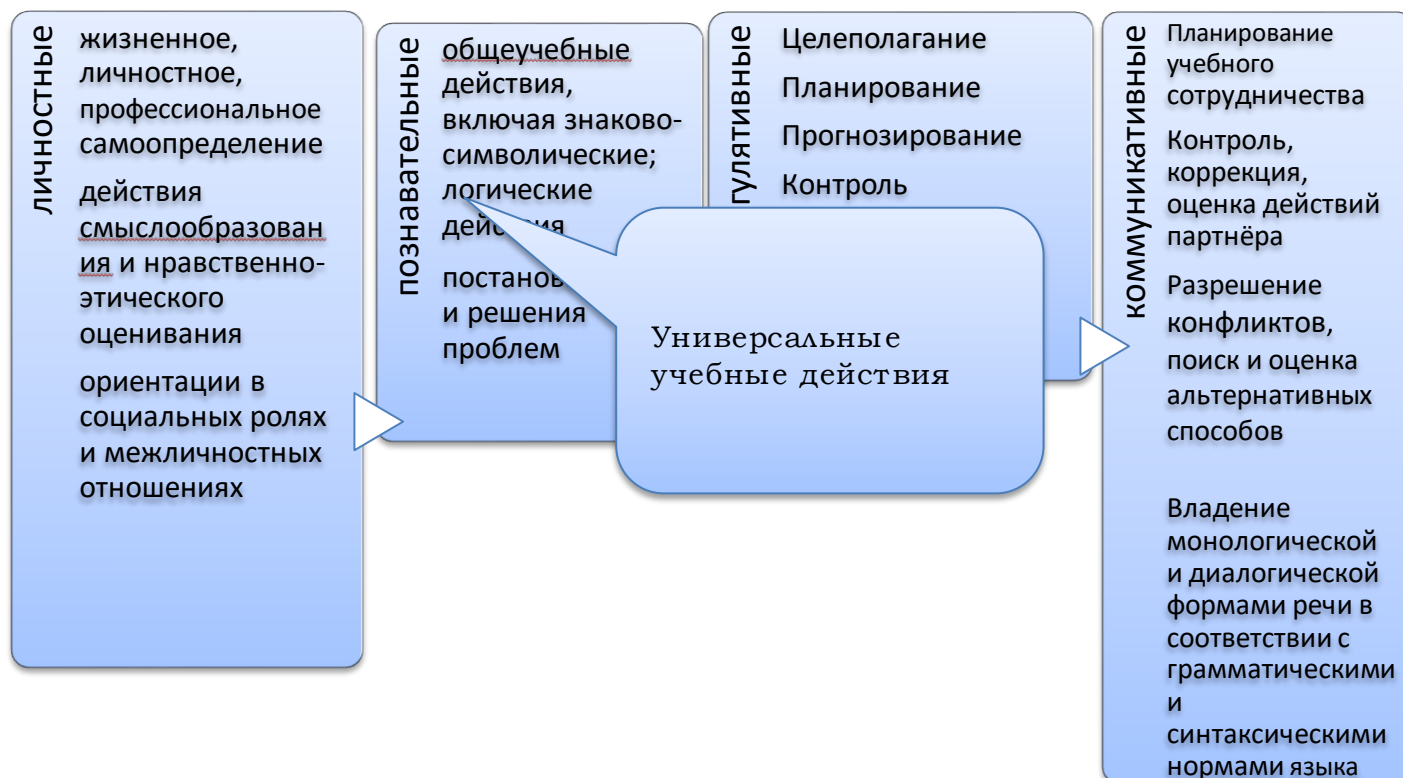 личностные
жизненное,
личностное,
профессиональное
самоопределение
действия
смыслообразован
ия и нравственно-
этического
оценивания
ориентации в
социальных ролях
и межличностных
отношениях
познавательные
общеучебные
действия,
включая знаково-
символические;
логические
действия
постанов
и решения
проблем
гулятивные
Целеполагание
Планирование
Прогнозирование
Контроль
Универсальные
учебные действия
коммуникативные
Планирование
учебного
сотрудничества
Контроль,
коррекция,
оценка действий
партнёра
Разрешение
конфликтов,
поиск и оценка
альтернативных
способов
Владение
монологической
и диалогической
формами речи в
соответствии с
грамматическими
и
синтаксическими
нормами языка